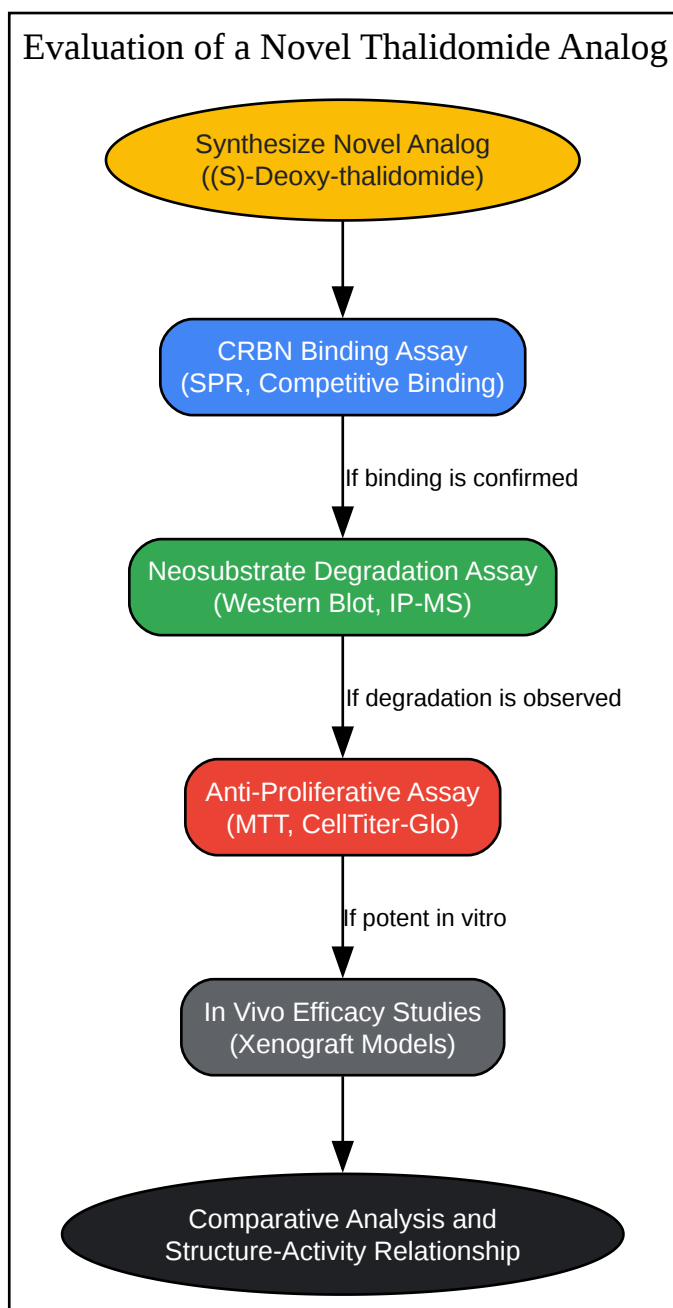 Evaluation of a Novel Thalidomide Analog
Synthesize Novel Analog
((S)-Deoxy-thalidomide)
CRBN Binding Assay
(SPR, Competitive Binding)
If binding is confirmed
Neosubstrate Degradation Assay
(Western Blot, IP-MS)
If degradation is observed
Anti-Proliferative Assay
(MTT, CellTiter-Glo)
If potent in vitro
In Vivo Efficacy Studies
(Xenograft Models)
Comparative Analysis and
Structure-Activity Relationship